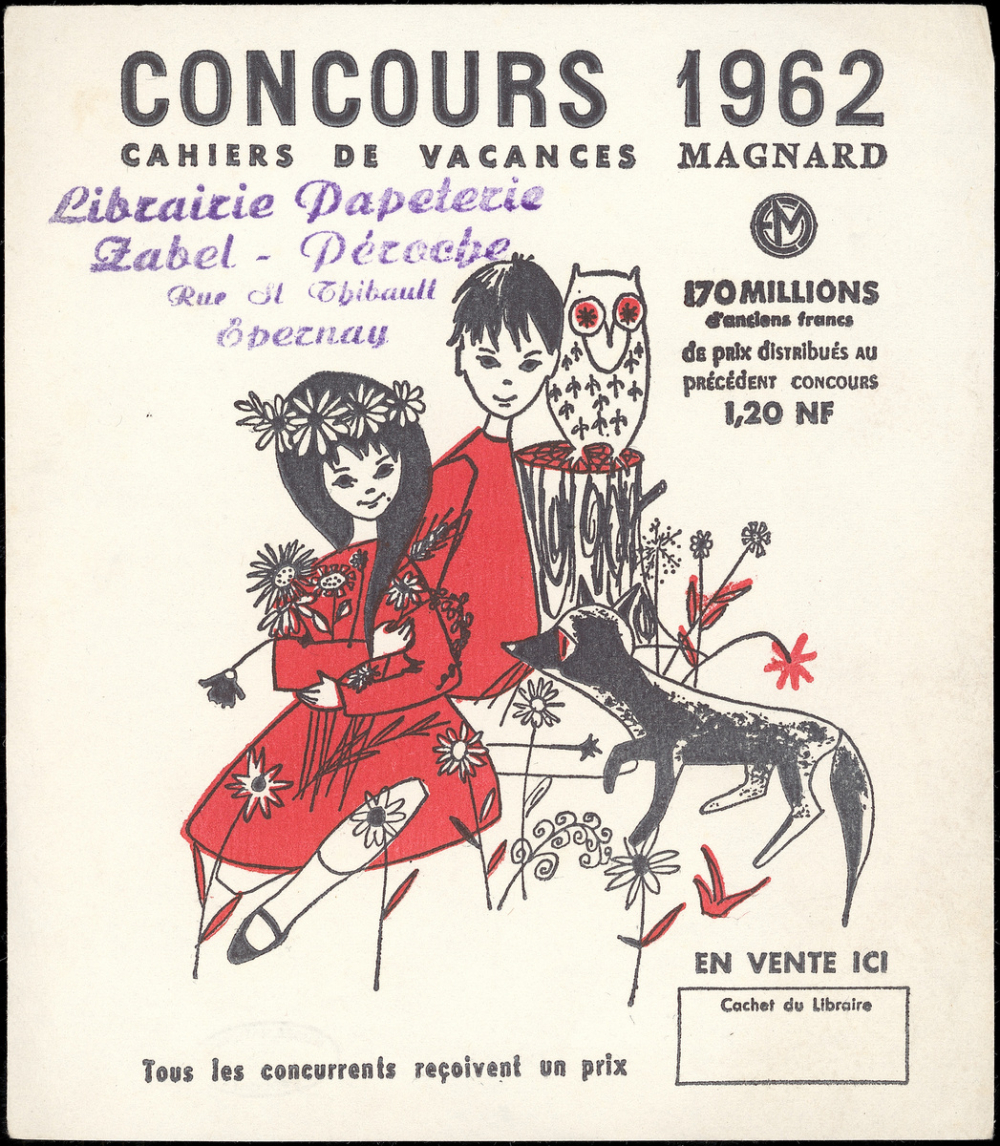 CONCOURS 1962
CAHIERS DE VACANCES MAGNARD
Librairie Papeterie
Zabel - Péroche
Rue St Thibault
Epernay
EM
170 MILLIONS
d'anciens francs
de prix distribués au
précédent concours
1,20 NF
EN VENTE ICI
Cachet du Libraire
Tous les concurrents reçoivent un prix